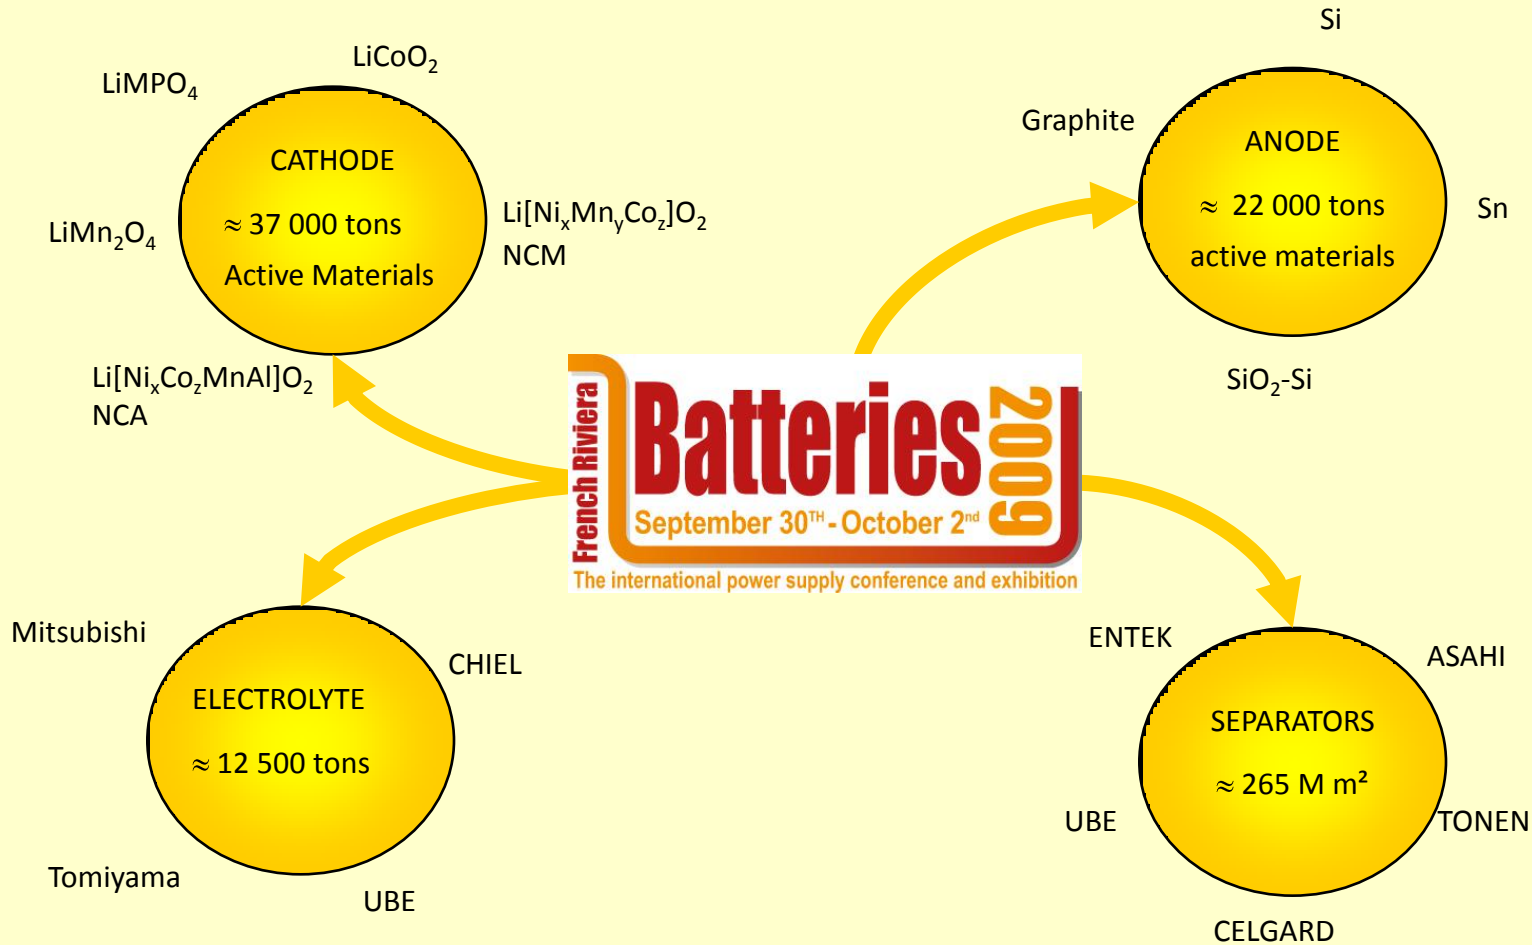 LiCoO₂
LiMPO₄
CATHODE
≈ 37 000 tons
Active Materials
LiMn₂O₄
Li[NiₓMnᵧCo_z]O₂
NCM
Li[NiₓCo_zMnAl]O₂
NCA
Si
Graphite
ANODE
≈ 22 000 tons
active materials
Sn
SiO₂-Si
French Riviera
Batteries
2009
September 30TH - October 2nd
The international power supply conference and exhibition
Mitsubishi
CHIEL
ELECTROLYTE
≈ 12 500 tons
Tomiyama
UBE
ENTEK
ASAHI
SEPARATORS
≈ 265 M m²
UBE
TONEN
CELGARD